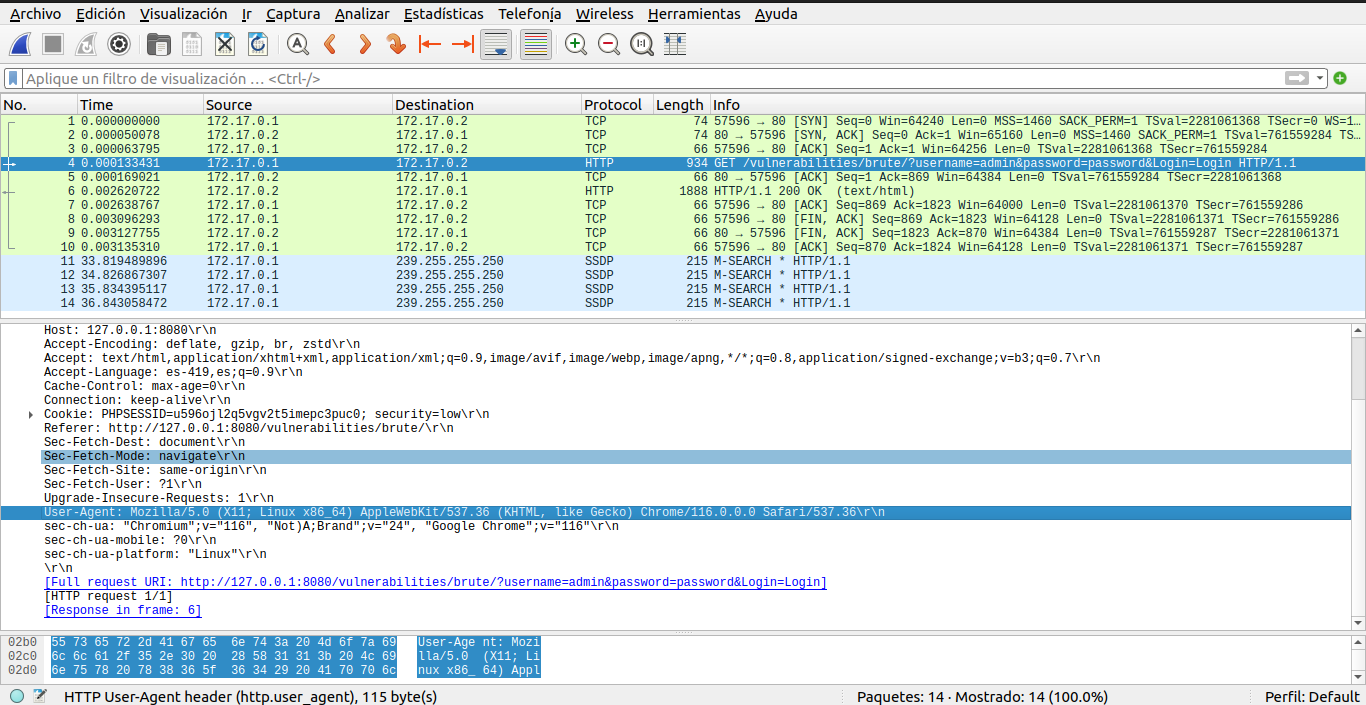 Archivo Edición Visualización Ir Captura Analizar Estadísticas Telefonía Wireless Herramientas Ayuda
Aplique un filtro de visualización … <Ctrl-/>
No. Time Source Destination Protocol Length Info
1 0.000000000 172.17.0.1 172.17.0.2 TCP 74 57596 → 80 [SYN] Seq=0 Win=64240 Len=0 MSS=1460 SACK_PERM=1 TSval=2281061368 TSecr=0 WS=1…
2 0.000050078 172.17.0.2 172.17.0.1 TCP 74 80 → 57596 [SYN, ACK] Seq=0 Ack=1 Win=65160 Len=0 MSS=1460 SACK_PERM=1 TSval=761559284 TS…
3 0.000063795 172.17.0.1 172.17.0.2 TCP 66 57596 → 80 [ACK] Seq=1 Ack=1 Win=64256 Len=0 TSval=2281061368 TSecr=761559284
4 0.000133431 172.17.0.1 172.17.0.2 HTTP 934 GET /vulnerabilities/brute/?username=admin&password=password&Login=Login HTTP/1.1
5 0.000169021 172.17.0.2 172.17.0.1 TCP 66 80 → 57596 [ACK] Seq=1 Ack=869 Win=64384 Len=0 TSval=761559284 TSecr=2281061368
6 0.002620722 172.17.0.2 172.17.0.1 HTTP 1888 HTTP/1.1 200 OK (text/html)
7 0.002638767 172.17.0.1 172.17.0.2 TCP 66 57596 → 80 [ACK] Seq=869 Ack=1823 Win=64000 Len=0 TSval=2281061370 TSecr=761559286
8 0.003096293 172.17.0.1 172.17.0.2 TCP 66 57596 → 80 [FIN, ACK] Seq=869 Ack=1823 Win=64128 Len=0 TSval=2281061371 TSecr=761559286
9 0.003127755 172.17.0.2 172.17.0.1 TCP 66 80 → 57596 [FIN, ACK] Seq=1823 Ack=870 Win=64384 Len=0 TSval=761559287 TSecr=2281061371
10 0.003135310 172.17.0.1 172.17.0.2 TCP 66 57596 → 80 [ACK] Seq=870 Ack=1824 Win=64128 Len=0 TSval=2281061371 TSecr=761559287
11 33.819489896 172.17.0.1 239.255.255.250 SSDP 215 M-SEARCH * HTTP/1.1
12 34.826867307 172.17.0.1 239.255.255.250 SSDP 215 M-SEARCH * HTTP/1.1
13 35.834395117 172.17.0.1 239.255.255.250 SSDP 215 M-SEARCH * HTTP/1.1
14 36.843058472 172.17.0.1 239.255.255.250 SSDP 215 M-SEARCH * HTTP/1.1
Host: 127.0.0.1:8080\r\n
Accept-Encoding: deflate, gzip, br, zstd\r\n
Accept: text/html,application/xhtml+xml,application/xml;q=0.9,image/avif,image/webp,image/apng,*/*;q=0.8,application/signed-exchange;v=b3;q=0.7\r\n
Accept-Language: es-419,es;q=0.9\r\n
Cache-Control: max-age=0\r\n
Connection: keep-alive\r\n
Cookie: PHPSESSID=u596ojl2q5vgv2t5imepc3puc0; security=low\r\n
Referer: http://127.0.0.1:8080/vulnerabilities/brute/\r\n
Sec-Fetch-Dest: document\r\n
Sec-Fetch-Mode: navigate\r\n
Sec-Fetch-Site: same-origin\r\n
Sec-Fetch-User: ?1\r\n
Upgrade-Insecure-Requests: 1\r\n
User-Agent: Mozilla/5.0 (X11; Linux x86_64) AppleWebKit/537.36 (KHTML, like Gecko) Chrome/116.0.0.0 Safari/537.36\r\n
sec-ch-ua: "Chromium";v="116", "Not)A;Brand";v="24", "Google Chrome";v="116"\r\n
sec-ch-ua-mobile: ?0\r\n
sec-ch-ua-platform: "Linux"\r\n
\r\n
[Full request URI: http://127.0.0.1:8080/vulnerabilities/brute/?username=admin&password=password&Login=Login]
[HTTP request 1/1]
[Response in frame: 6]
02b0 55 73 65 72 2d 41 67 65 6e 74 3a 20 4d 6f 7a 69 User-Age nt: Mozi
02c0 6c 6c 61 2f 35 2e 30 20 28 58 31 31 3b 20 4c 69 lla/5.0 (X11; Li
02d0 6e 75 78 20 78 38 36 5f 36 34 29 20 41 70 70 6c nux x86_ 64) Appl
HTTP User-Agent header (http.user_agent), 115 byte(s) Paquetes: 14 · Mostrado: 14 (100.0%) Perfil: Default